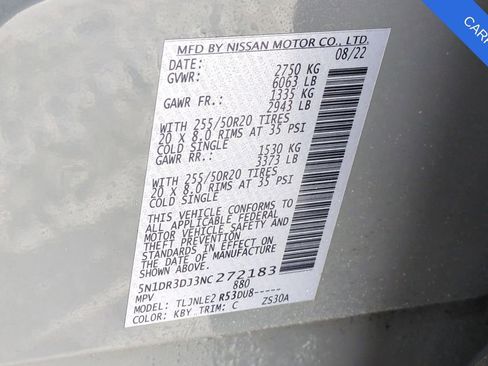 CARF
MFD BY NISSAN MOTOR CO., LTD.
DATE: 08/22
GVWR: 2750 KG
6063 LB
GAWR FR.: 1335 KG
2943 LB
WITH 255/50R20 TIRES
20 X 8.0 RIMS AT 35 PSI
COLD SINGLE
GAWR RR.: 1530 KG
3373 LB
WITH 255/50R20 TIRES
20 X 8.0 RIMS AT 35 PSI
COLD SINGLE
THIS VEHICLE CONFORMS TO
ALL APPLICABLE FEDERAL
MOTOR VEHICLE SAFETY AND
THEFT PREVENTION
STANDARDS IN EFFECT ON
THE DATE OF MANUFACTURE
SHOWN ABOVE.
5N1DR3DJ3NC272183
MPV 880
MODEL: TLJNLE2 R53DU8-----
COLOR: KBY TRIM: C ZS30A